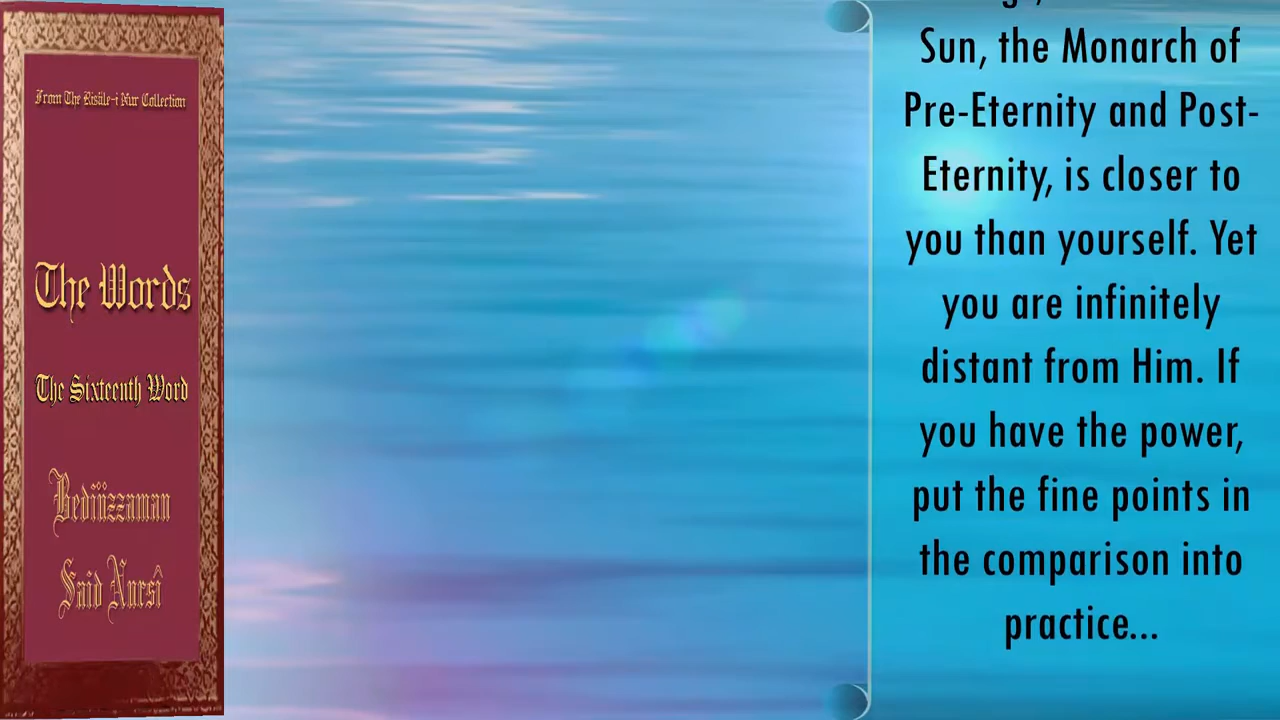 From The Risâle-i Nur Collection
The Words
The Sixteenth Word
Bediüzzaman
Said Nursî
Sun, the Monarch of
Pre-Eternity and Post-
Eternity, is closer to
you than yourself. Yet
you are infinitely
distant from Him. If
you have the power,
put the fine points in
the comparison into
practice...